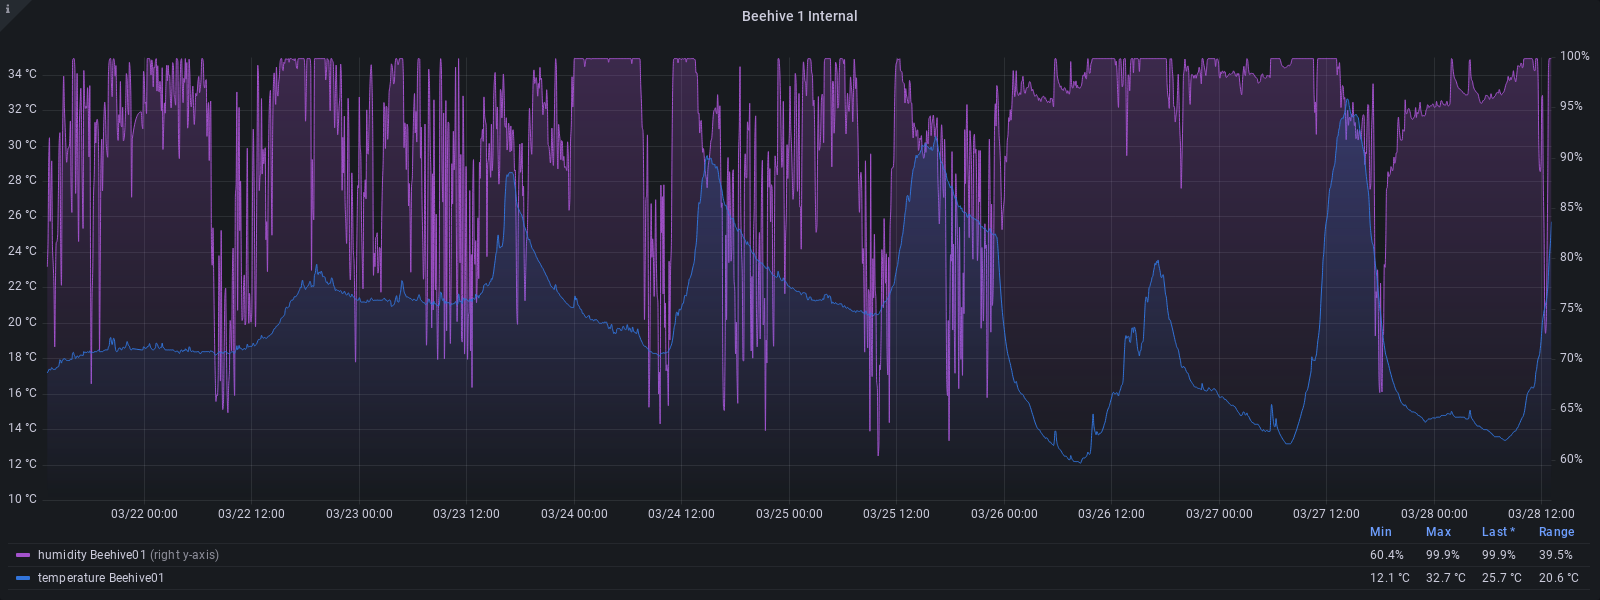 i
Beehive 1 Internal
34 °C
32 °C
30 °C
28 °C
26 °C
24 °C
22 °C
20 °C
18 °C
16 °C
14 °C
12 °C
10 °C
100%
95%
90%
85%
80%
75%
70%
65%
60%
03/22 00:00 03/22 12:00 03/23 00:00 03/23 12:00 03/24 00:00 03/24 12:00 03/25 00:00 03/25 12:00 03/26 00:00 03/26 12:00 03/27 00:00 03/27 12:00 03/28 00:00 03/28 12:00
Min Max Last * Range
humidity Beehive01 (right y-axis) 60.4% 99.9% 99.9% 39.5%
temperature Beehive01 12.1 °C 32.7 °C 25.7 °C 20.6 °C